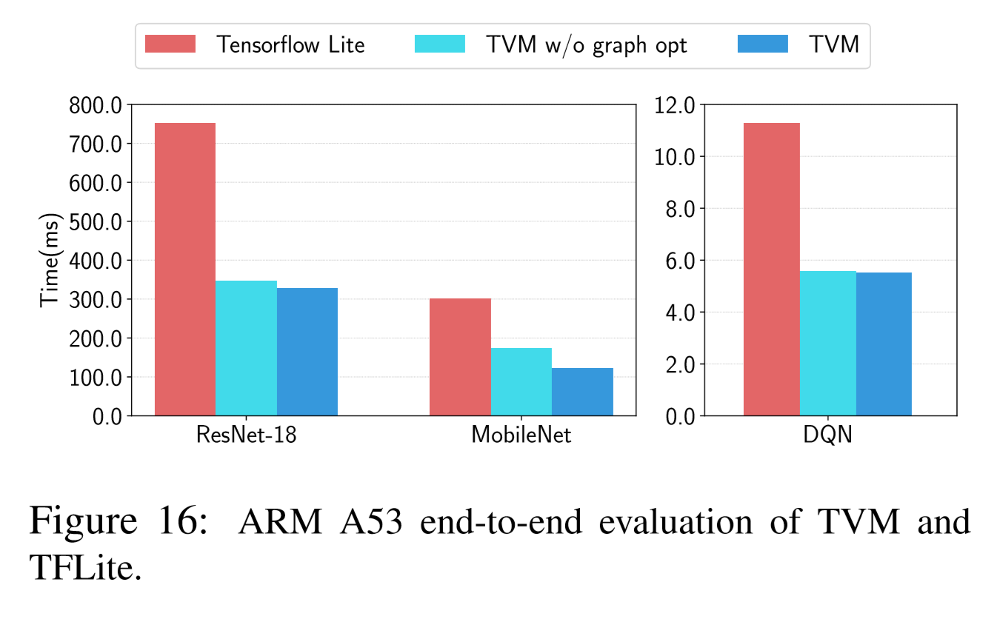 Tensorflow Lite TVM w/o graph opt TVM
800.0
700.0
600.0
500.0
400.0
300.0
200.0
100.0
0.0
Time(ms)
ResNet-18 MobileNet
12.0
10.0
8.0
6.0
4.0
2.0
0.0
DQN
Figure 16: ARM A53 end-to-end evaluation of TVM and
TFLite.